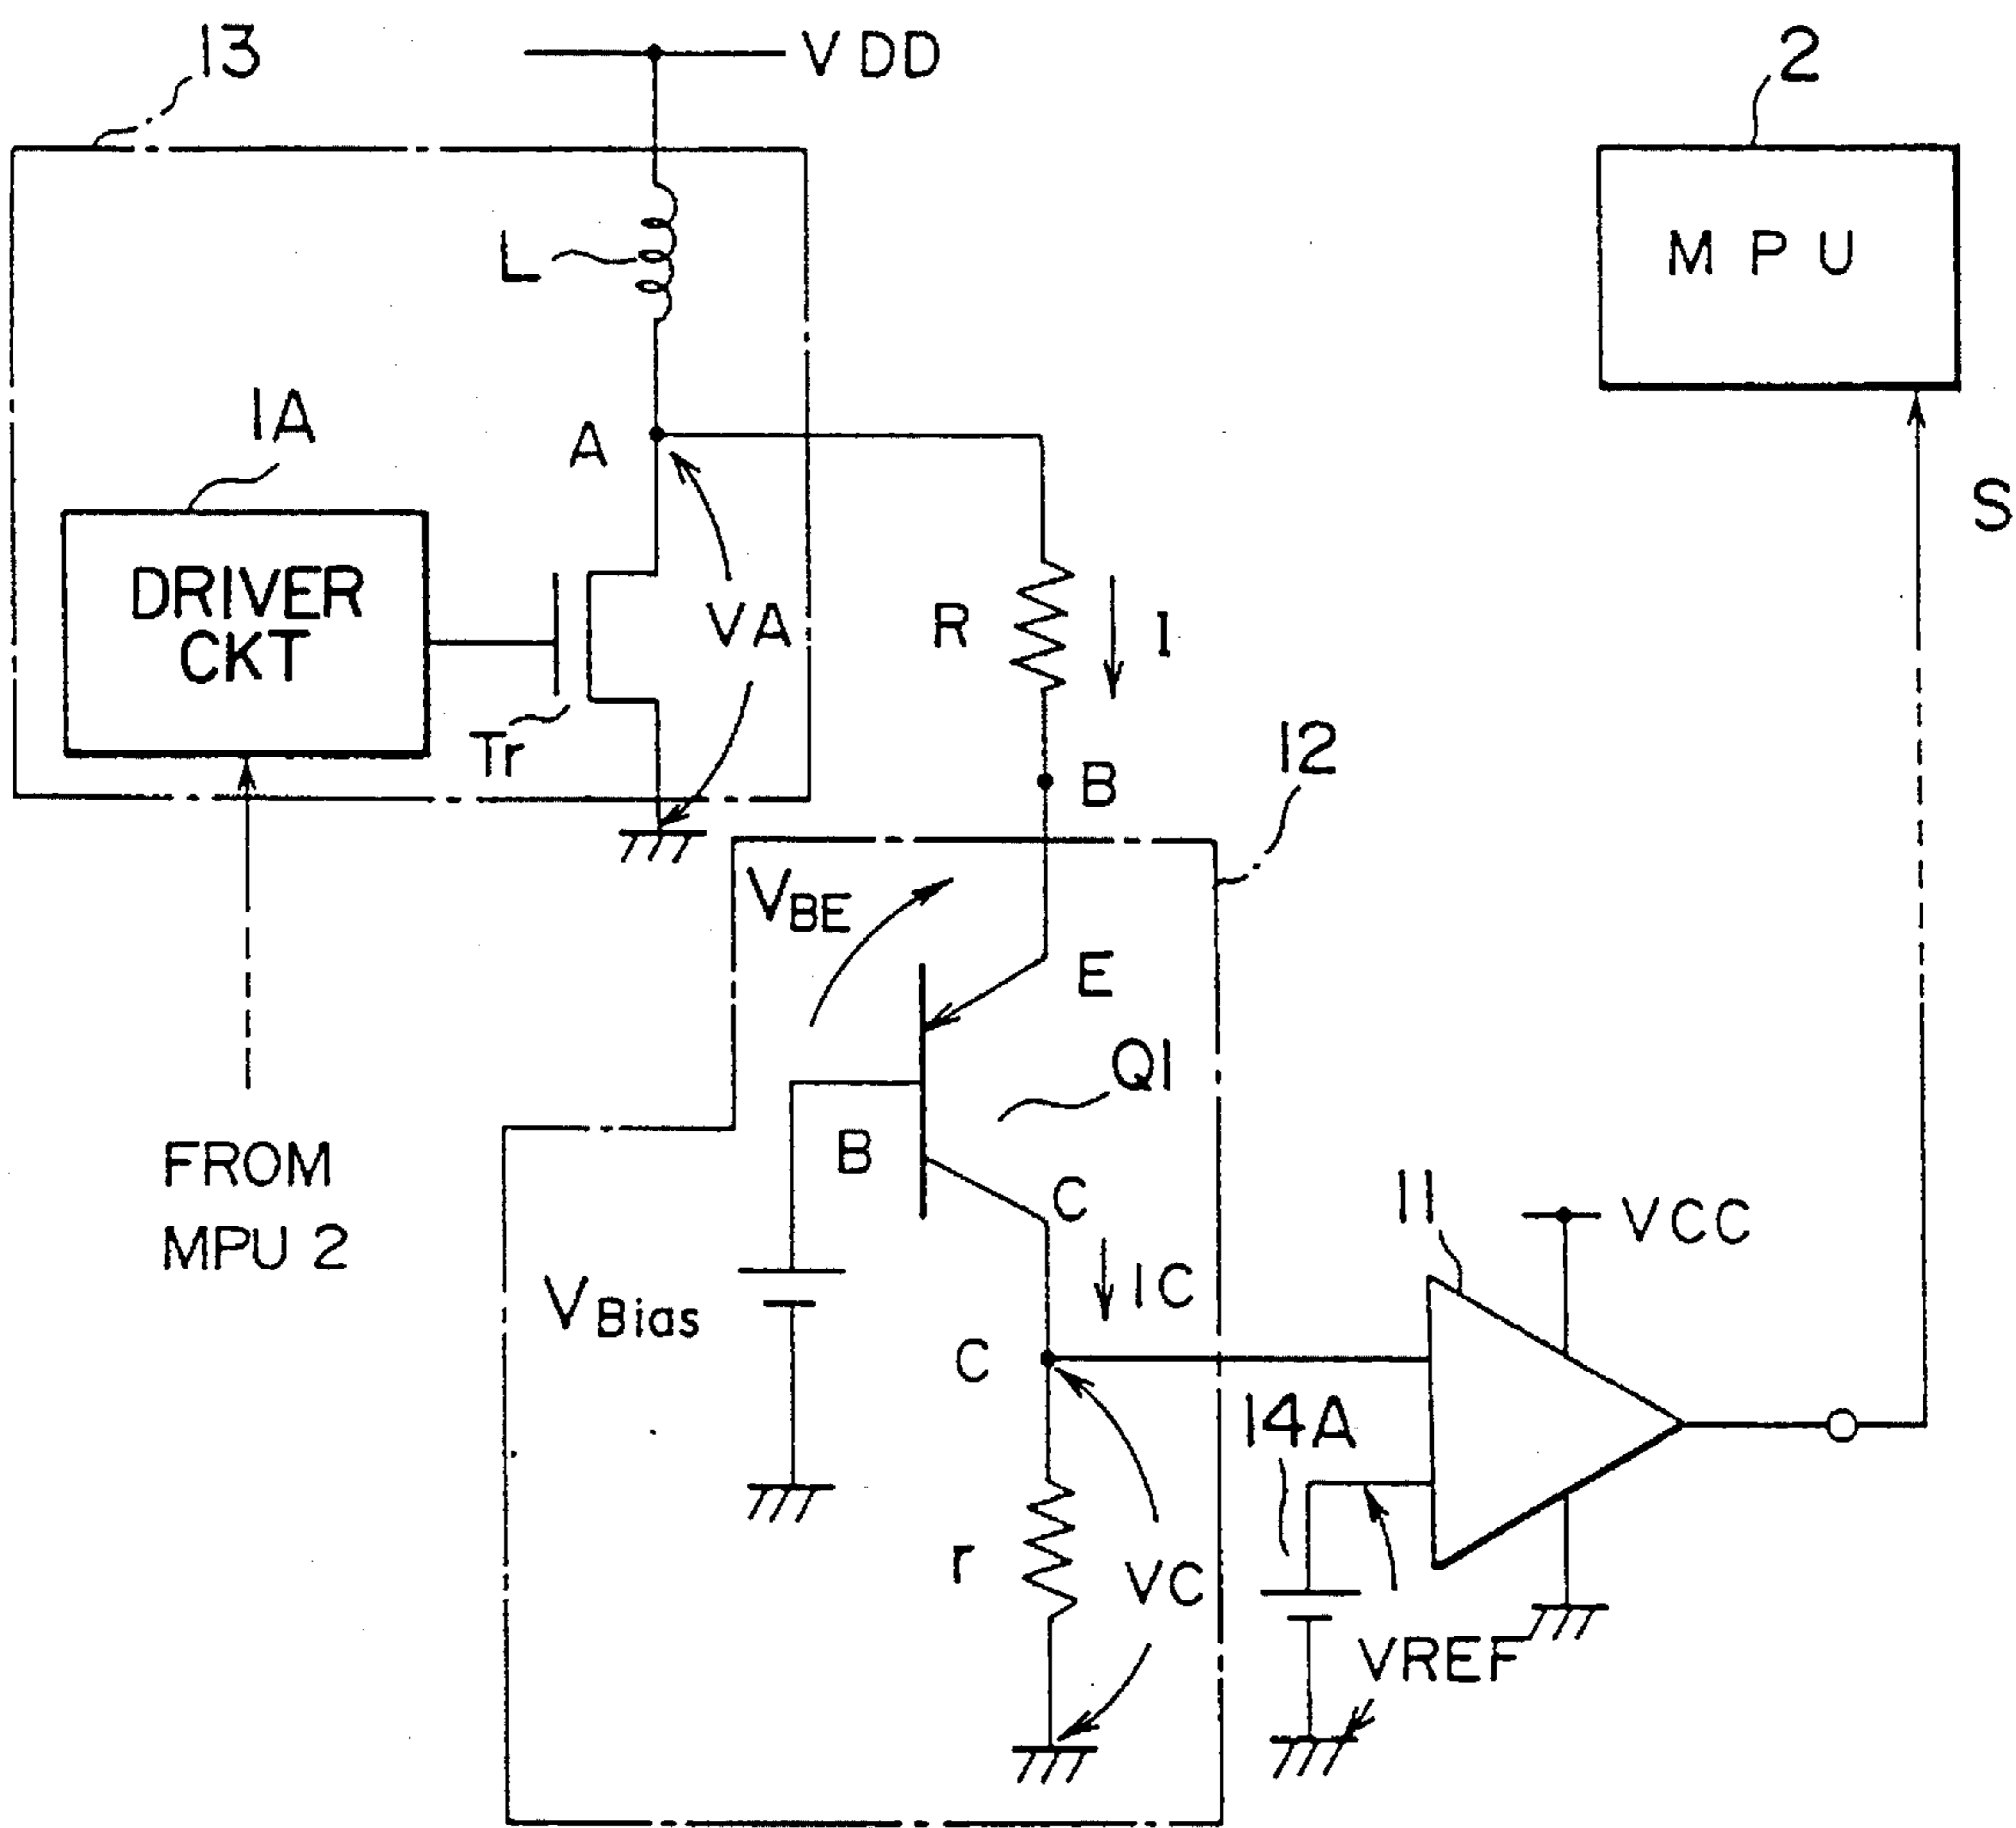 13
VDD
2
MPU
L
1A
A
S
DRIVER
CKT
VA
R
I
Tr
B
12
VBE
E
Q1
B
C
FROM
MPU 2
11
VCC
VBias
IC
C
14A
r
VC
VREF